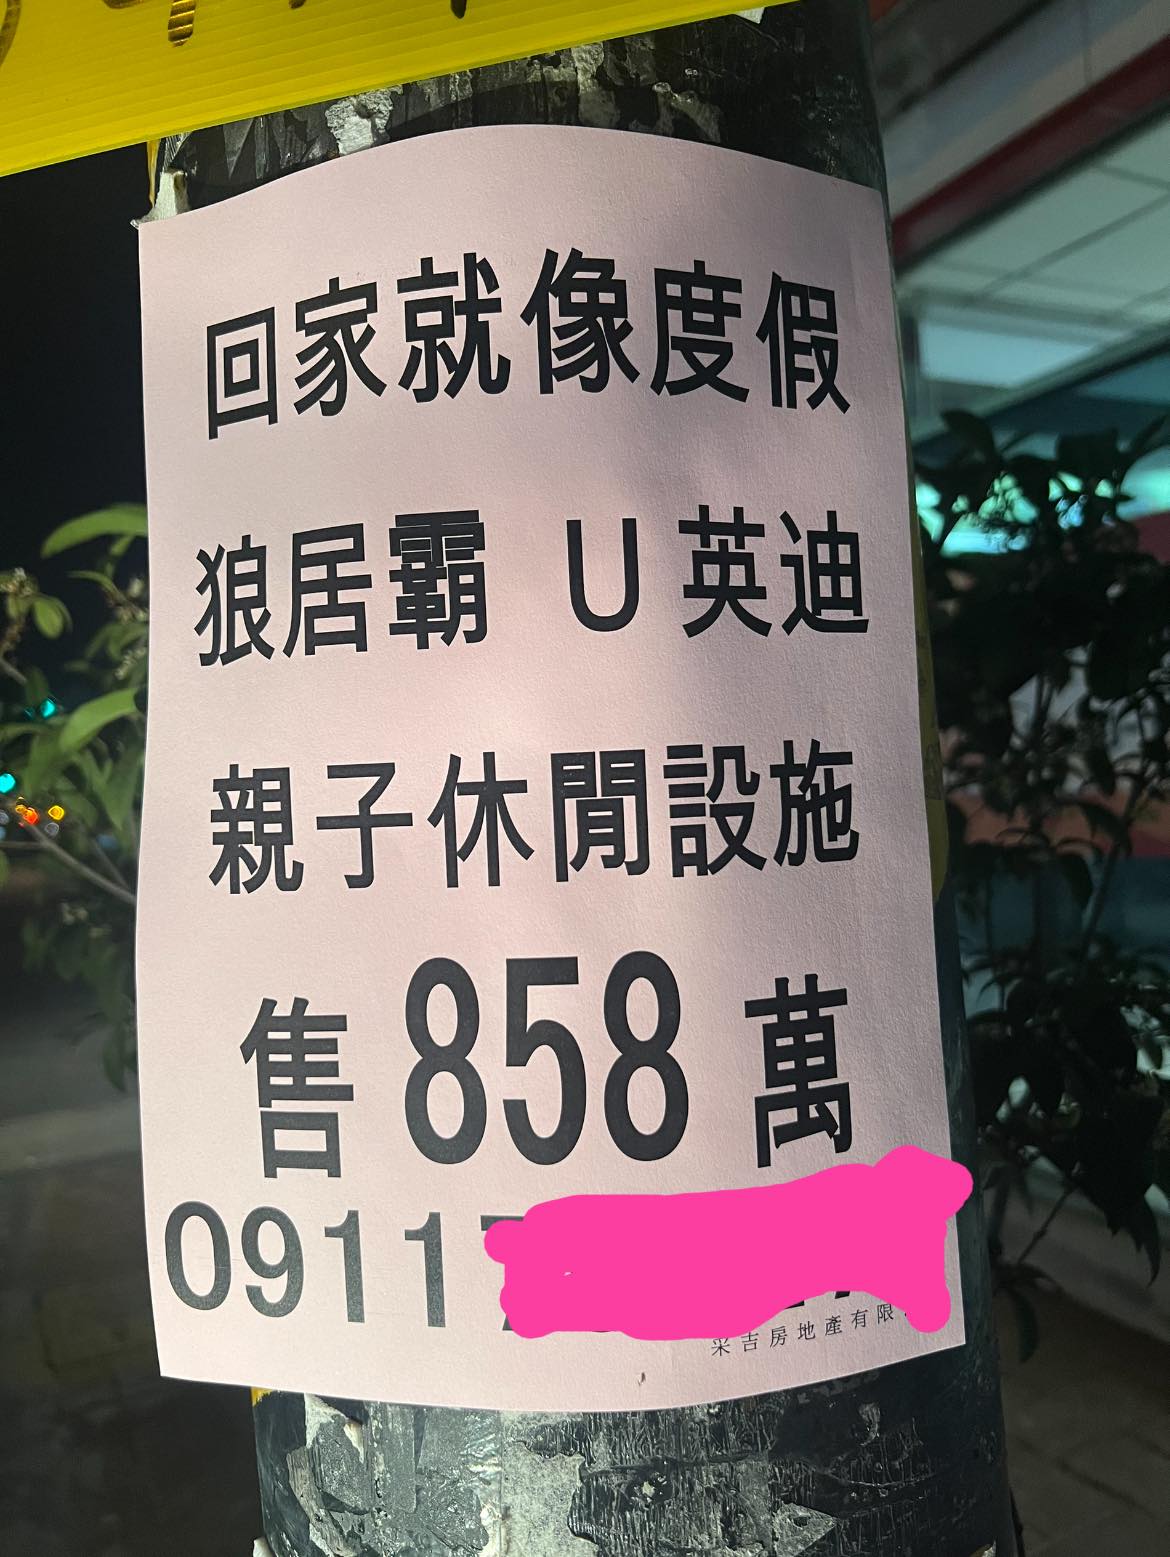 回家就像度假
狼居霸 U英迪
親子休閒設施
售858萬
0911
采吉房地產有限